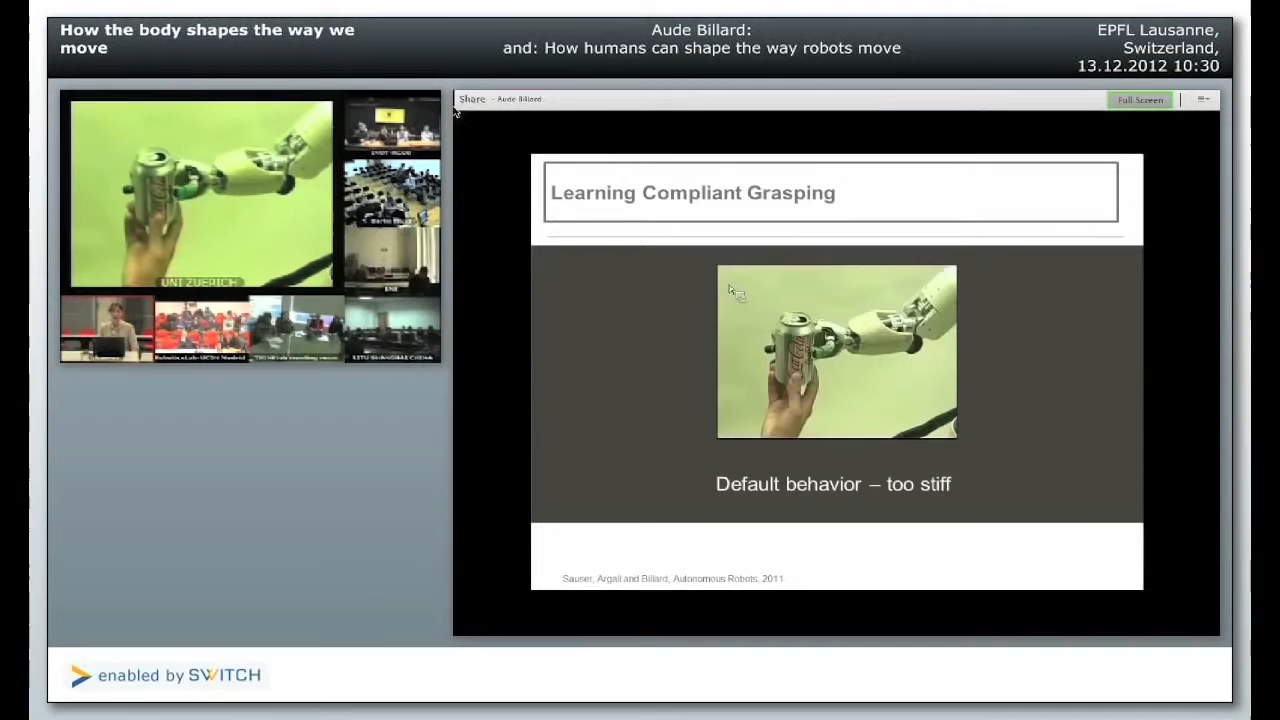 How the body shapes the way we
move
Aude Billard:
and: How humans can shape the way robots move
EPFL Lausanne,
Switzerland,
13.12.2012 10:30
Share - Aude Billard
Full Screen
UNI ZUERICH
Learning Compliant Grasping
Default behavior – too stiff
Sauser, Argall and Billard, Autonomous Robots, 2011
enabled by SWITCH